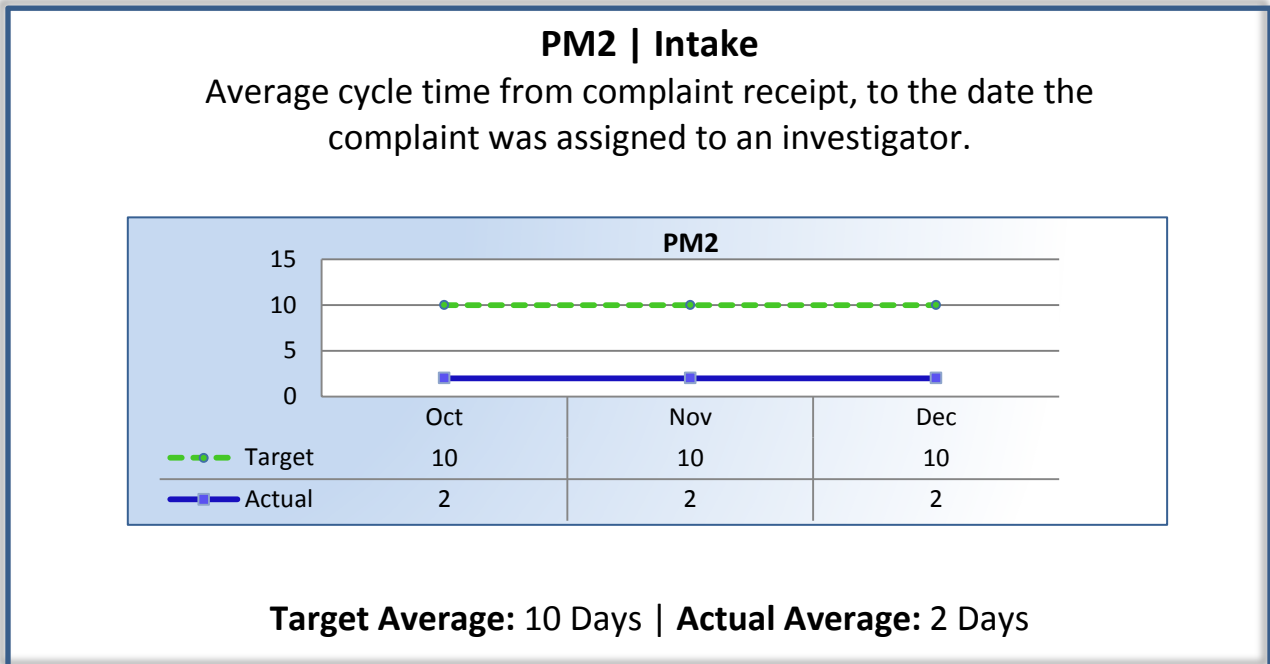 PM2 | Intake
Average cycle time from complaint receipt, to the date the
complaint was assigned to an investigator.
PM2
15
10
5
0
Oct Nov Dec
Target 10 10 10
Actual 2 2 2
Target Average: 10 Days | Actual Average: 2 Days